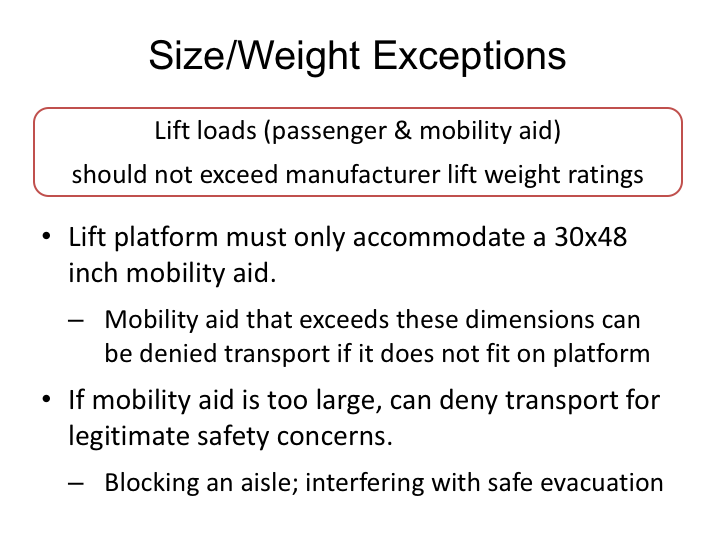 Size/Weight Exceptions
Lift loads (passenger & mobility aid)
should not exceed manufacturer lift weight ratings
• Lift platform must only accommodate a 30x48
inch mobility aid.
– Mobility aid that exceeds these dimensions can
be denied transport if it does not fit on platform
• If mobility aid is too large, can deny transport for
legitimate safety concerns.
– Blocking an aisle; interfering with safe evacuation